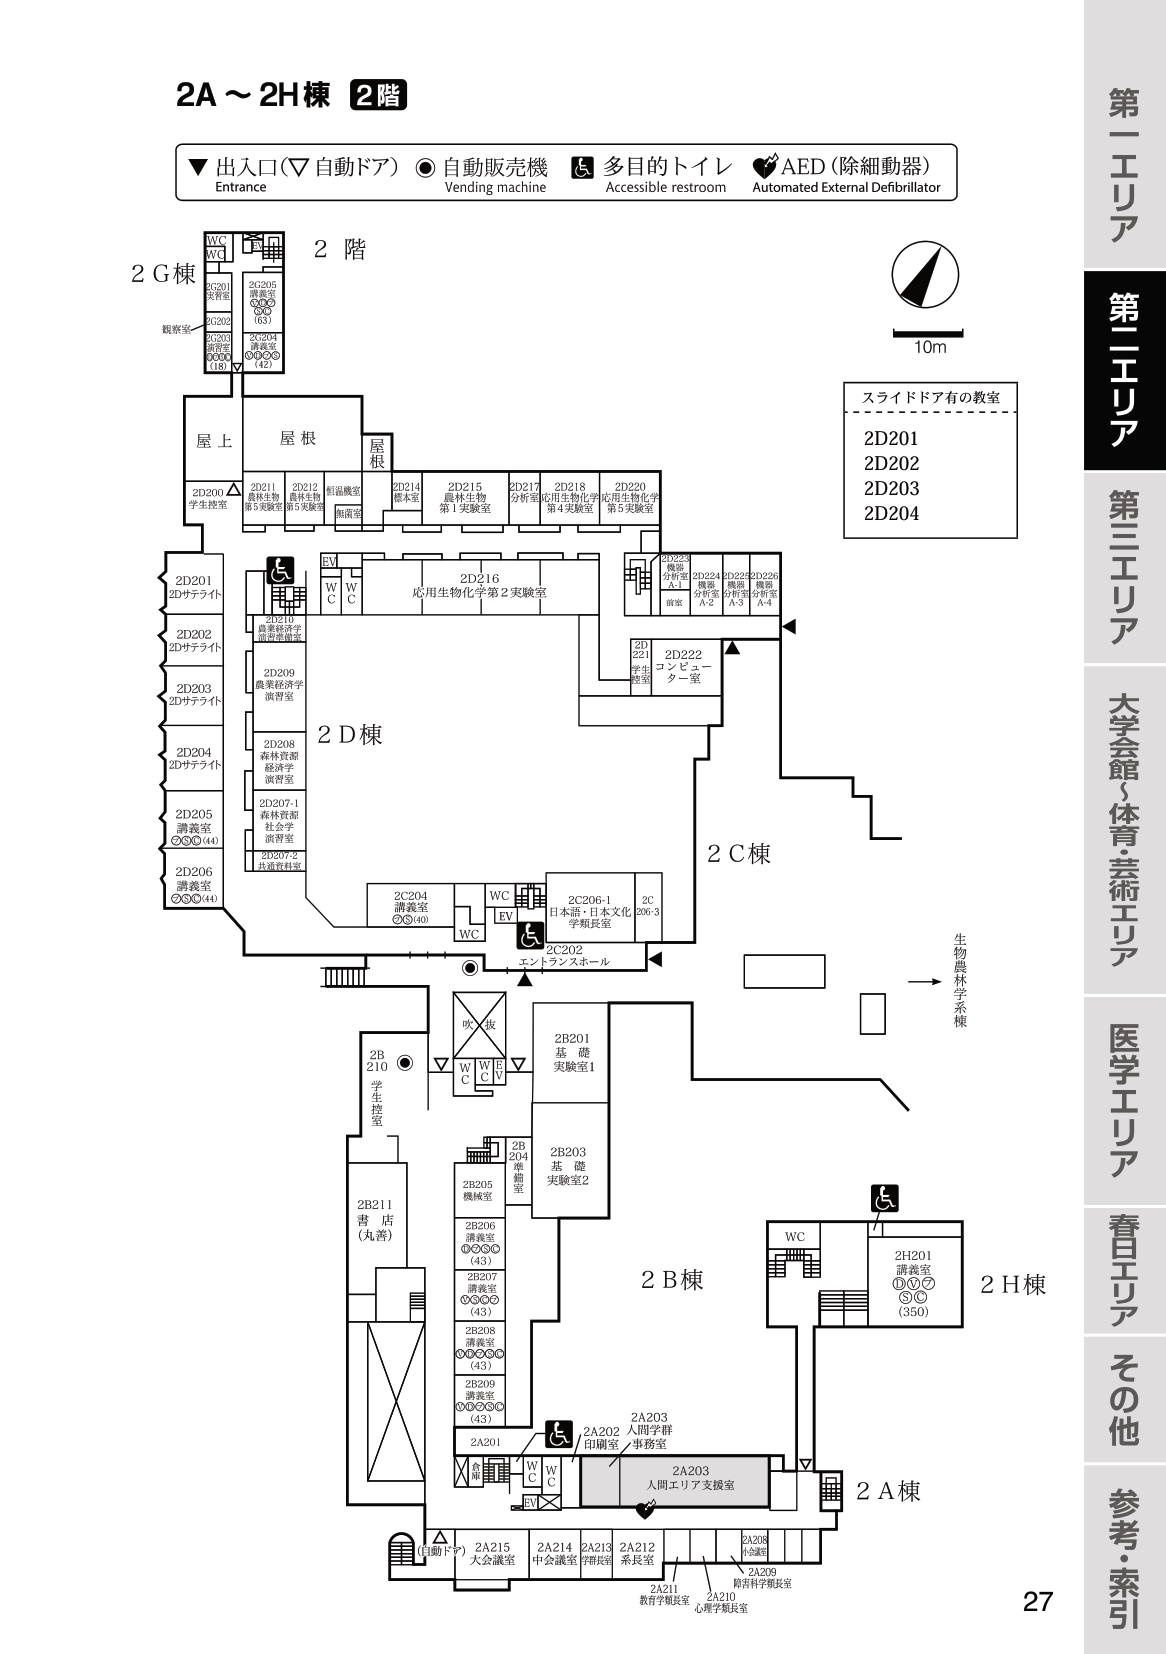 2A ～ 2H 棟 2階
出入口(▽ 自動ドア)
Entrance
自動販売機
Vending machine
多目的トイレ
Accessible restroom
AED (除細動器)
Automated External Defibrillator
2 階
2 G棟
WC
WC
EV
2G201
実習室
2G202
観察室
2G203
演習室
ⒹⓈⒸ
(18)
2G205
講義室
ⓋⒹ㋐
ⓈⒸ
(63)
2G204
講義室
(42)
10m
スライドドア有の教室
2D201
2D202
2D203
2D204
屋 上
屋 根
屋根
2D200
学生控室
2D211
農林生物
第5実験室
2D212
農林生物
第5実験室
恒温機室
無菌室
2D214
標本室
2D215
農林生物
第1実験室
2D217
分析室
2D218
応用生物化学
第4実験室
2D220
応用生物化学
第5実験室
2D201
2Dサテライト
2D202
2Dサテライト
2D203
2Dサテライト
2D204
2Dサテライト
2D205
講義室
㋐ⓈⒸ(44)
2D206
講義室
㋐ⓈⒸ(44)
EV
WC
WC
2D216
応用生物化学第2実験室
2D210
農業経済学
演習準備室
2D209
農業経済学
演習室
2D208
森林資源
経済学
演習室
2D207-1
森林資源
社会学
演習室
2D207-2
共通資料室
2 D棟
2D223
機器
分析室
A-1
前室
2D224
機器
分析室
A-2
2D225
機器
分析室
A-3
2D226
機器
分析室
A-4
2D
221
学生
控室
2D222
コンピュー
ター室
2 C棟
2C204
講義室
(40)
WC
WC
EV
2C206-1
日本語・日本文化
学類長室
2C
206-3
2C202
エントランスホール
生物農林学系棟
吹 抜
WC
WC
EV
2B201
基 礎
実験室1
2B
210
学生控室
2B203
基 礎
実験室2
2B
204
準備室
2B205
機械室
2B206
講義室
(43)
2B207
講義室
(43)
2B208
講義室
(43)
2B209
講義室
(43)
2B211
書 店
(丸善)
2 B棟
WC
2H201
講義室
ⒹⓋ㋐
ⓈⒸ
(350)
2 H棟
2A201
倉庫
WC
WC
EV
2A202
印刷室
2A203
人間学群
事務室
2A203
人間エリア支援室
2 A棟
(自動ドア)
2A215
大会議室
2A214
中会議室
2A213
学群長室
2A212
系長室
2A208
小会議室
2A209
障害科学類長室
2A211
教育学類長室
2A210
心理学類長室
第一エリア
第二エリア
第三エリア
大学会館～体育・芸術エリア
医学エリア
春日エリア
その他
参考・索引
27